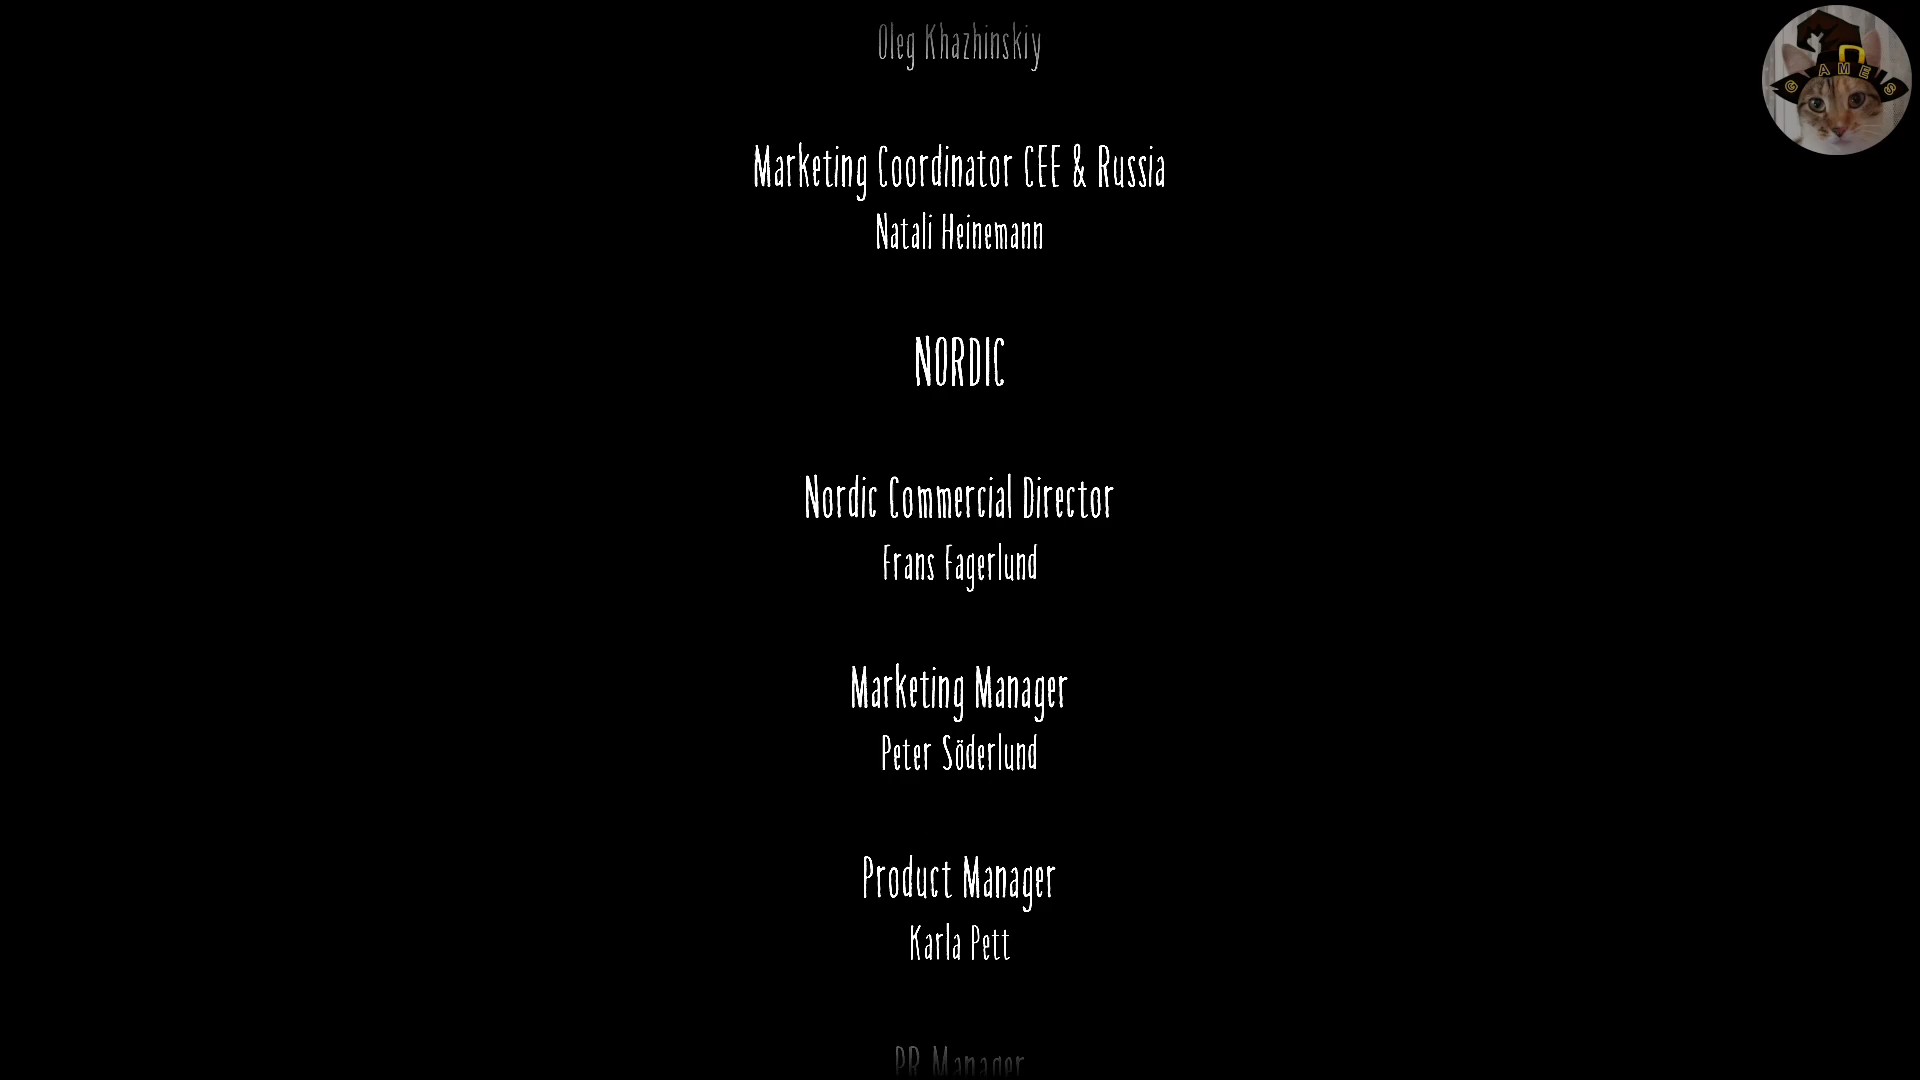 Oleg Khazhinskiy
Marketing Coordinator CEE & Russia
Natali Heinemann
NORDIC
Nordic Commercial Director
Frans Fagerlund
Marketing Manager
Peter Söderlund
Product Manager
Karla Pett
PR Manager
GAMES